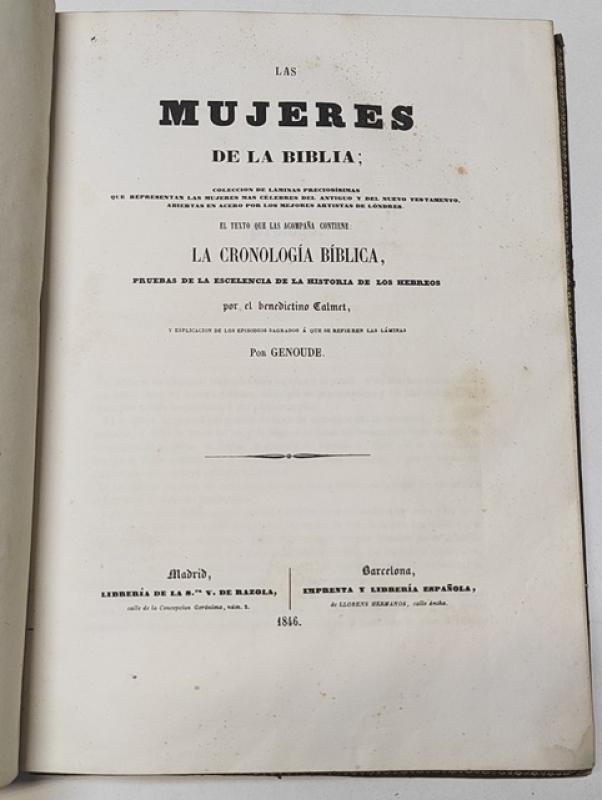 LAS
MUJERES
DE LA BIBLIA;
COLECCION DE LÁMINAS PRECIOSÍSIMAS
QUE REPRESENTAN LAS MUJERES MAS CÉLEBRES DEL ANTIGUO Y DEL NUEVO TESTAMENTO,
ABIERTAS EN ACERO POR LOS MEJORES ARTISTAS DE LÓNDRES.
EL TEXTO QUE LAS ACOMPAÑA CONTIENE:
LA CRONOLOGÍA BÍBLICA,
PRUEBAS DE LA ESCELENCIA DE LA HISTORIA DE LOS HEBREOS
por el benedictino Calmet,
Y ESPLICACION DE LOS EPISODIOS SAGRADOS Á QUE SE REFIEREN LAS LÁMINAS
POR GENOUDE.
Madrid,
LIBRERÍA DE LA S.ra V. DE RAZOLA,
calle de la Concepcion Gerónima, núm. 2.
Barcelona,
IMPRENTA Y LIBRERÍA ESPAÑOLA,
de LLORENS HERMANOS, calle Ancha.
1846.